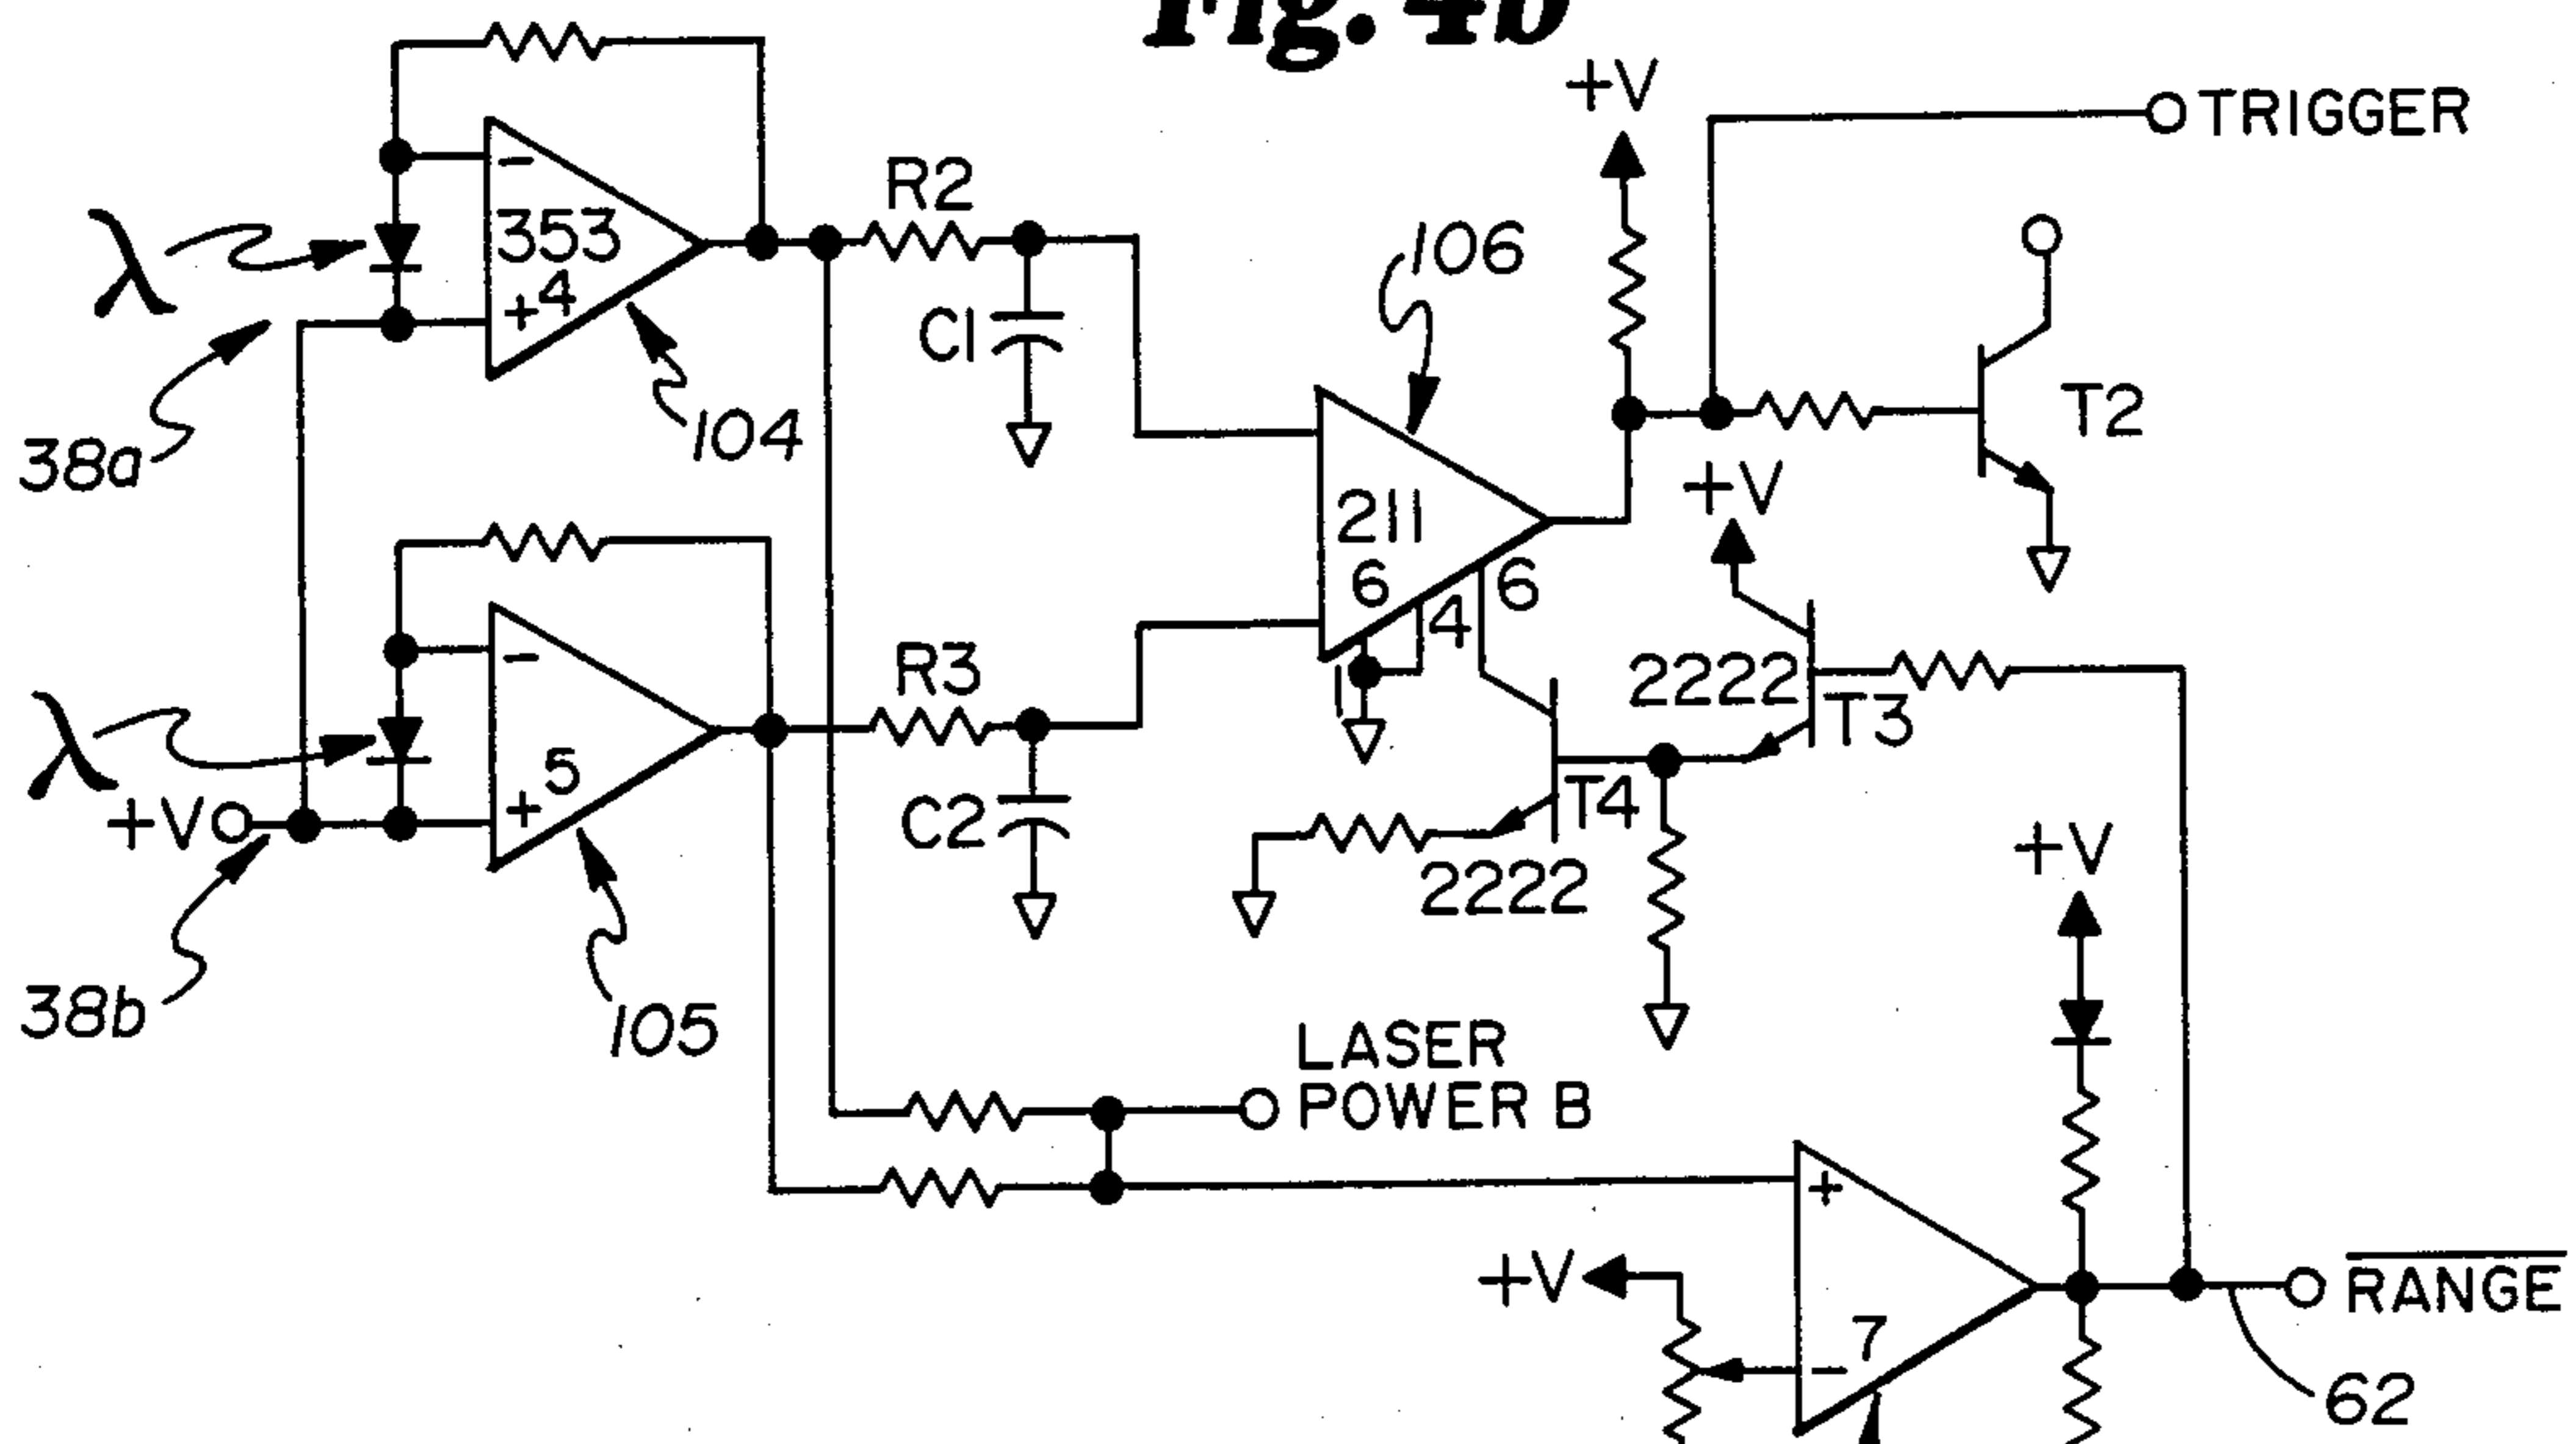 Fig. 4b
+V
TRIGGER
−
353
+4
λ
R2
C1
104
38a
106
T2
+V
211
6
4
6
1
2222
T3
−
5
+
R3
C2
λ
+V
T4
2222
38b
105
+V
LASER
POWER B
+
7
−
+V
RANGE
62